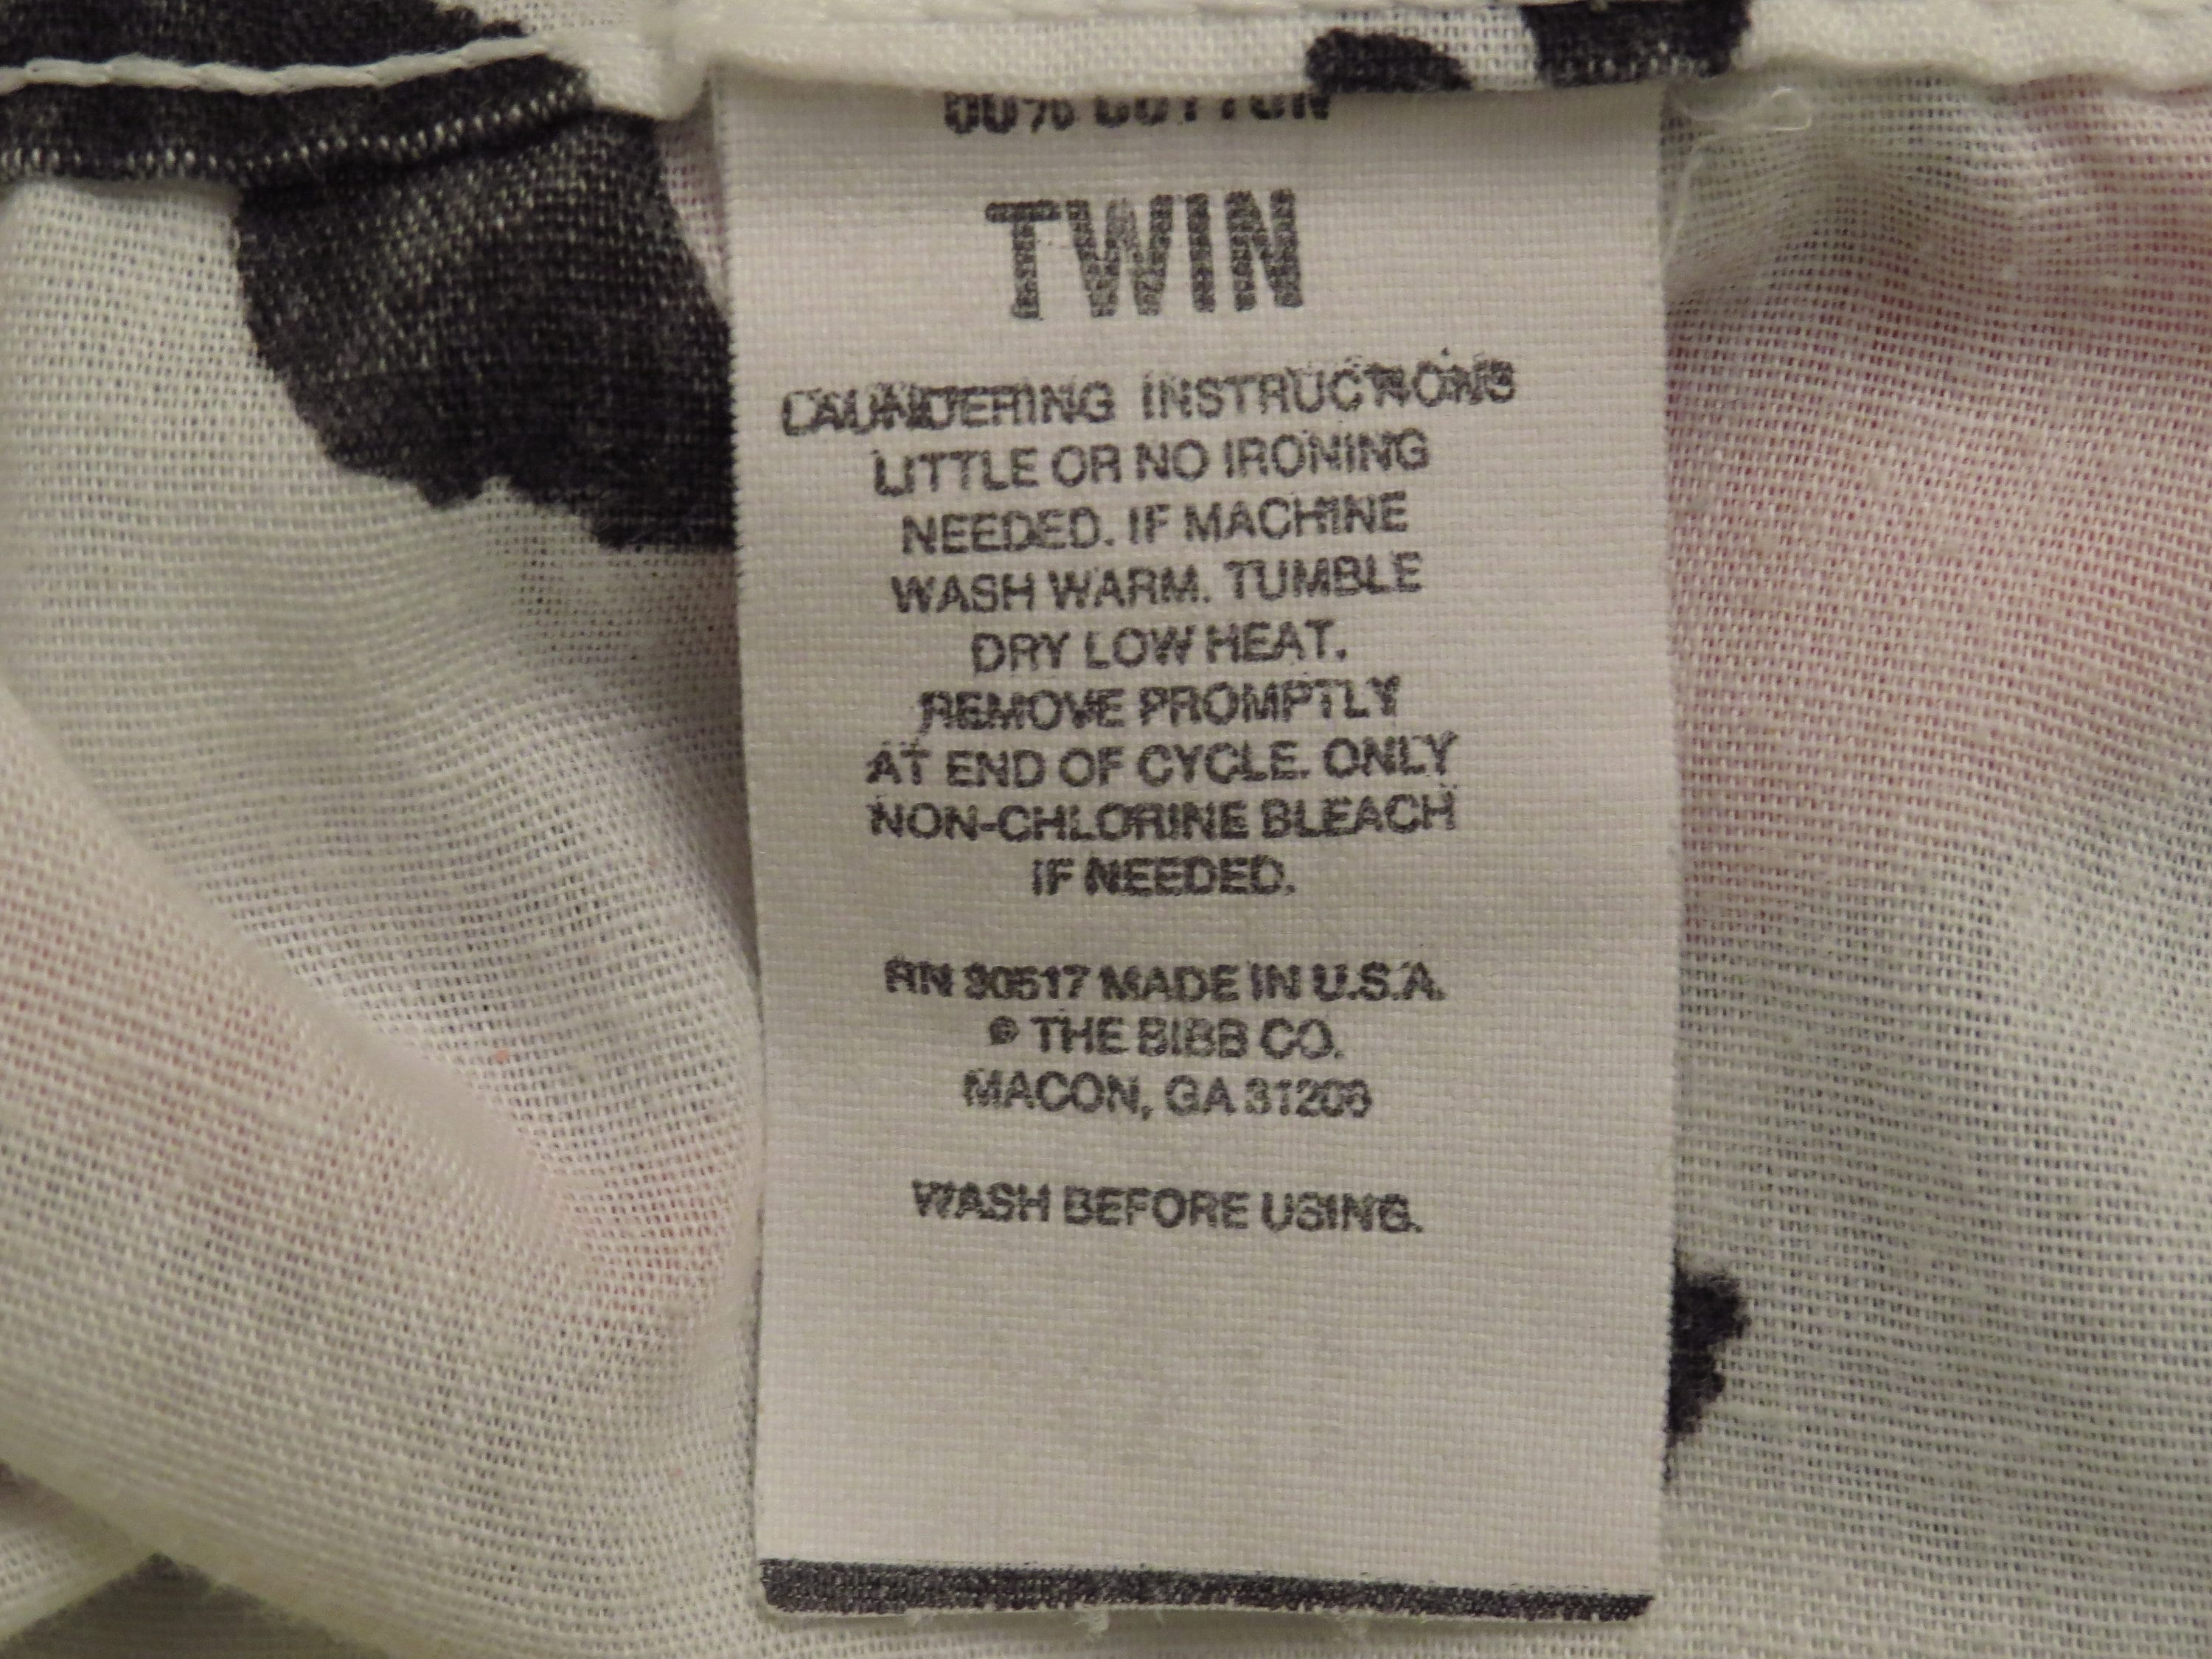 COTTON
TWIN
LAUNDERING INSTRUCTIONS
LITTLE OR NO IRONING
NEEDED. IF MACHINE
WASH WARM. TUMBLE
DRY LOW HEAT.
REMOVE PROMPTLY
AT END OF CYCLE. ONLY
NON-CHLORINE BLEACH
IF NEEDED.
RN 30517 MADE IN U.S.A.
© THE BIBB CO.
MACON, GA 31208
WASH BEFORE USING.